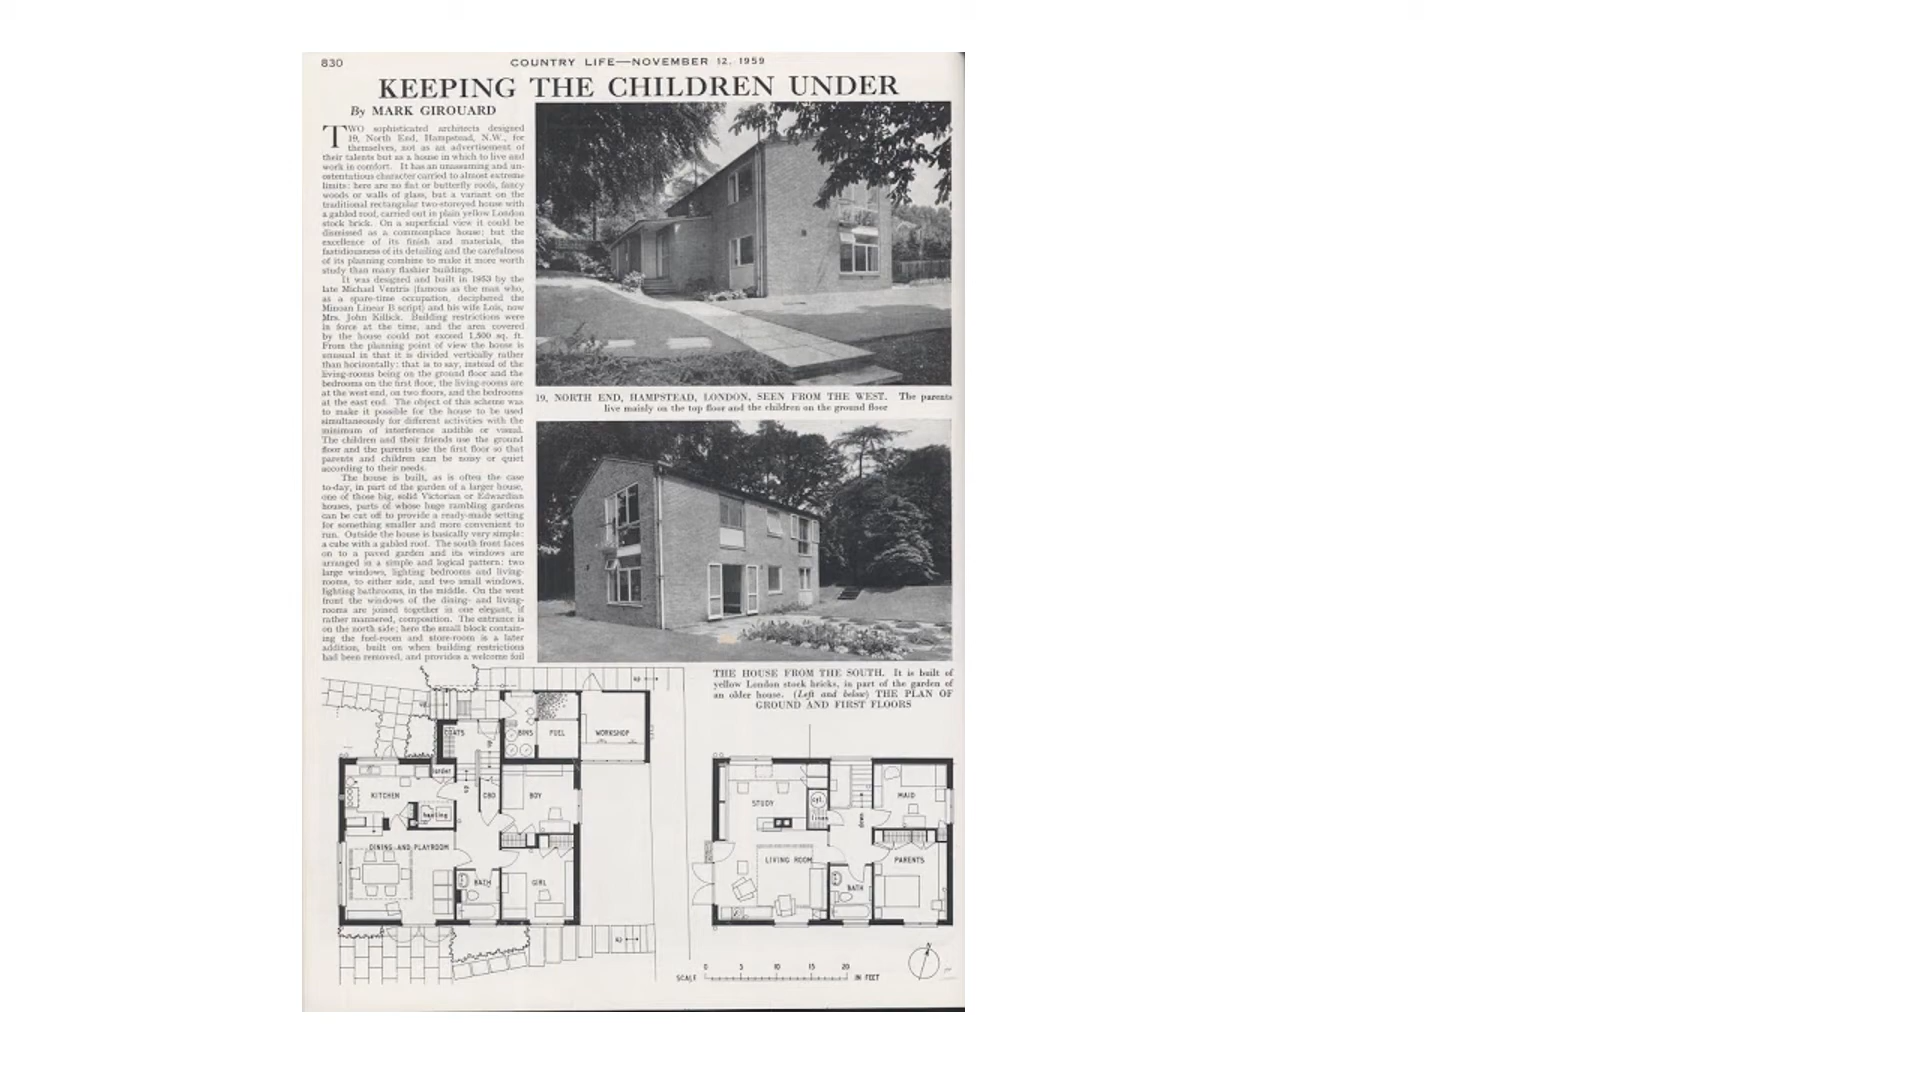 830
COUNTRY LIFE—NOVEMBER 12, 1959
KEEPING THE CHILDREN UNDER
By MARK GIROUARD
TWO sophisticated architects designed
19, North End, Hampstead, N.W., for
themselves, not as an advertisement of
their talents but as a house in which to live and
work in comfort. It has an unassuming and un-
ostentatious character carried to almost extreme
limits: here are no flat or butterfly roofs, fancy
woods or walls of glass, but a variant on the
traditional rectangular two-storeyed house with
a gabled roof, carried out in plain yellow London
stock brick. On a superficial view it could be
dismissed as a commonplace house; but the
excellence of its finish and materials, the
fastidiousness of its detailing and the carefulness
of its planning combine to make it more worth
study than many flashier buildings.
It was designed and built in 1953 by the
late Michael Ventris (famous as the man who,
as a spare-time occupation, deciphered the
Minoan Linear B script) and his wife Lois, now
Mrs. John Killick. Building restrictions were
in force at the time, and the area covered
by the house could not exceed 1,500 sq. ft.
From the planning point of view the house is
unusual in that it is divided vertically rather
than horizontally: that is to say, instead of the
living-rooms being on the ground floor and the
bedrooms on the first floor, the living-rooms are
at the west end, on two floors, and the bedrooms
at the east end. The object of this scheme was
to make it possible for the house to be used
simultaneously for different activities with the
minimum of interference audible or visual.
The children and their friends use the ground
floor and the parents use the first floor so that
parents and children can be noisy or quiet
according to their needs.
The house is built, as is often the case
to-day, in part of the garden of a larger house,
one of those big, solid Victorian or Edwardian
houses, parts of whose huge rambling gardens
can be cut off to provide a ready-made setting
for something smaller and more convenient to
run. Outside the house is basically very simple:
a cube with a gabled roof. The south front faces
on to a paved garden and its windows are
arranged in a simple and logical pattern: two
large windows, lighting bedrooms and living-
rooms, to either side, and two small windows,
lighting bathrooms, in the middle. On the west
front the windows of the dining- and living-
rooms are joined together in one elegant, if
rather mannered, composition. The entrance is
on the north side; here the small block contain-
ing the fuel-room and store-room is a later
addition, built on when building restrictions
had been removed, and provides a welcome foil
19, NORTH END, HAMPSTEAD, LONDON, SEEN FROM THE WEST. The parents
live mainly on the top floor and the children on the ground floor
THE HOUSE FROM THE SOUTH. It is built of
yellow London stock bricks, in part of the garden of
an older house. (Left and below) THE PLAN OF
GROUND AND FIRST FLOORS
up
up
COATS
BINS
FUEL
WORKSHOP
up
larder
KITCHEN
up
CBD
BOY
heating
DINING AND PLAYROOM
BATH
GIRL
up
STUDY
cyl.
linen
down
MAID
LIVING ROOM
PARENTS
BATH
N
SCALE 0 5 10 15 20 IN FEET